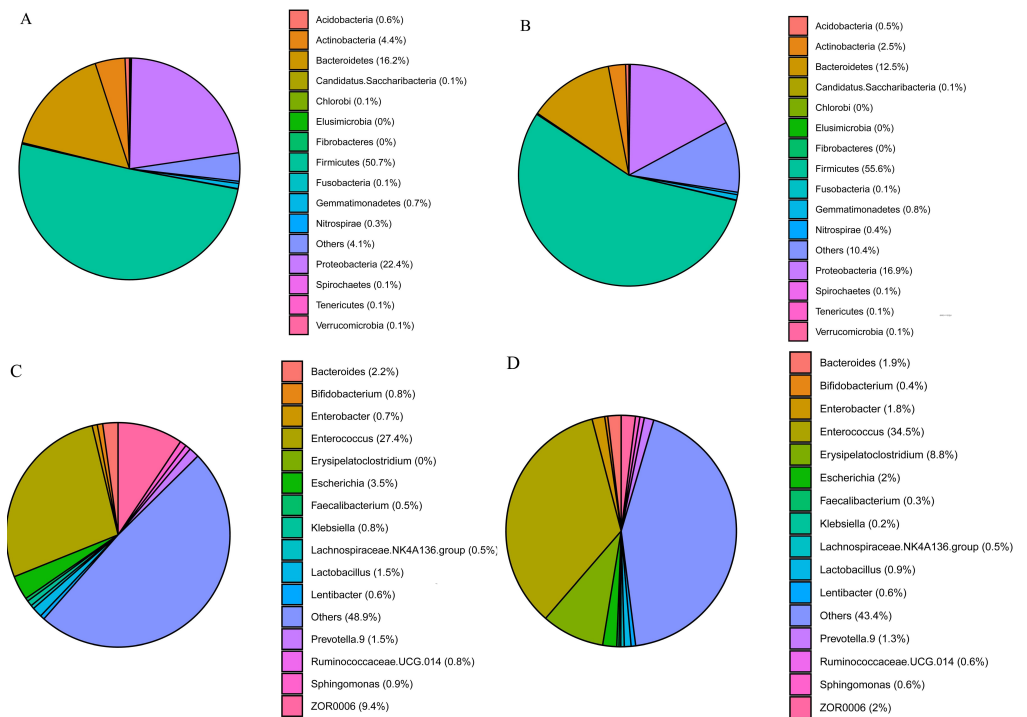 A
Acidobacteria (0.6%)
Actinobacteria (4.4%)
Bacteroidetes (16.2%)
Candidatus.Saccharibacteria (0.1%)
Chlorobi (0.1%)
Elusimicrobia (0%)
Fibrobacteres (0%)
Firmicutes (50.7%)
Fusobacteria (0.1%)
Gemmatimonadetes (0.7%)
Nitrospirae (0.3%)
Others (4.1%)
Proteobacteria (22.4%)
Spirochaetes (0.1%)
Tenericutes (0.1%)
Verrucomicrobia (0.1%)
B
Acidobacteria (0.5%)
Actinobacteria (2.5%)
Bacteroidetes (12.5%)
Candidatus.Saccharibacteria (0.1%)
Chlorobi (0%)
Elusimicrobia (0%)
Fibrobacteres (0%)
Firmicutes (55.6%)
Fusobacteria (0.1%)
Gemmatimonadetes (0.8%)
Nitrospirae (0.4%)
Others (10.4%)
Proteobacteria (16.9%)
Spirochaetes (0.1%)
Tenericutes (0.1%)
Verrucomicrobia (0.1%)
C
Bacteroides (2.2%)
Bifidobacterium (0.8%)
Enterobacter (0.7%)
Enterococcus (27.4%)
Erysipelatoclostridium (0%)
Escherichia (3.5%)
Faecalibacterium (0.5%)
Klebsiella (0.8%)
Lachnospiraceae.NK4A136.group (0.5%)
Lactobacillus (1.5%)
Lentibacter (0.6%)
Others (48.9%)
Prevotella.9 (1.5%)
Ruminococcaceae.UCG.014 (0.8%)
Sphingomonas (0.9%)
ZOR0006 (9.4%)
D
Bacteroides (1.9%)
Bifidobacterium (0.4%)
Enterobacter (1.8%)
Enterococcus (34.5%)
Erysipelatoclostridium (8.8%)
Escherichia (2%)
Faecalibacterium (0.3%)
Klebsiella (0.2%)
Lachnospiraceae.NK4A136.group (0.5%)
Lactobacillus (0.9%)
Lentibacter (0.6%)
Others (43.4%)
Prevotella.9 (1.3%)
Ruminococcaceae.UCG.014 (0.6%)
Sphingomonas (0.6%)
ZOR0006 (2%)